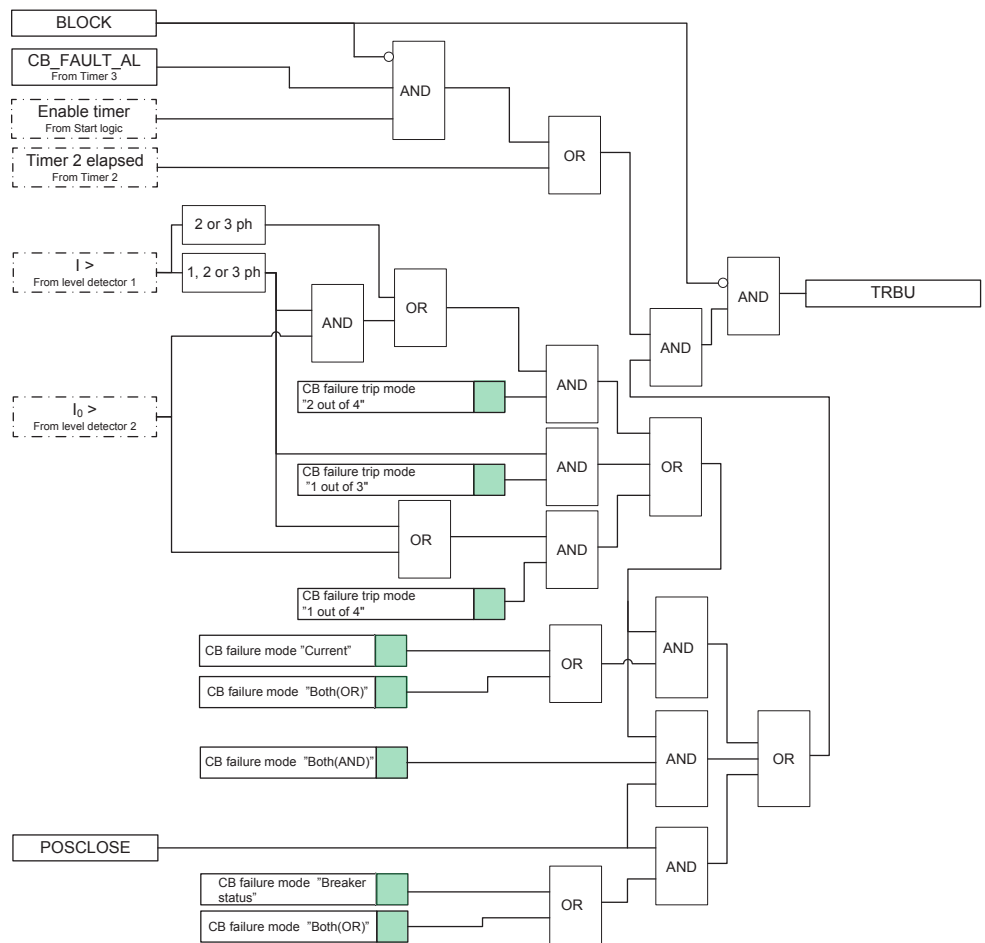 BLOCK
CB_FAULT_AL
From Timer 3
AND
Enable timer
From Start logic
OR
Timer 2 elapsed
From Timer 2
2 or 3 ph
I >
From level detector 1
1, 2 or 3 ph
AND
OR
AND
TRBU
AND
CB failure trip mode
"2 out of 4"
AND
I₀ >
From level detector 2
CB failure trip mode
"1 out of 3"
AND
OR
OR
AND
CB failure trip mode
"1 out of 4"
CB failure mode "Current"
OR
AND
CB failure mode "Both(OR)"
CB failure mode "Both(AND)"
AND
OR
POSCLOSE
AND
CB failure mode "Breaker
status"
OR
CB failure mode "Both(OR)"